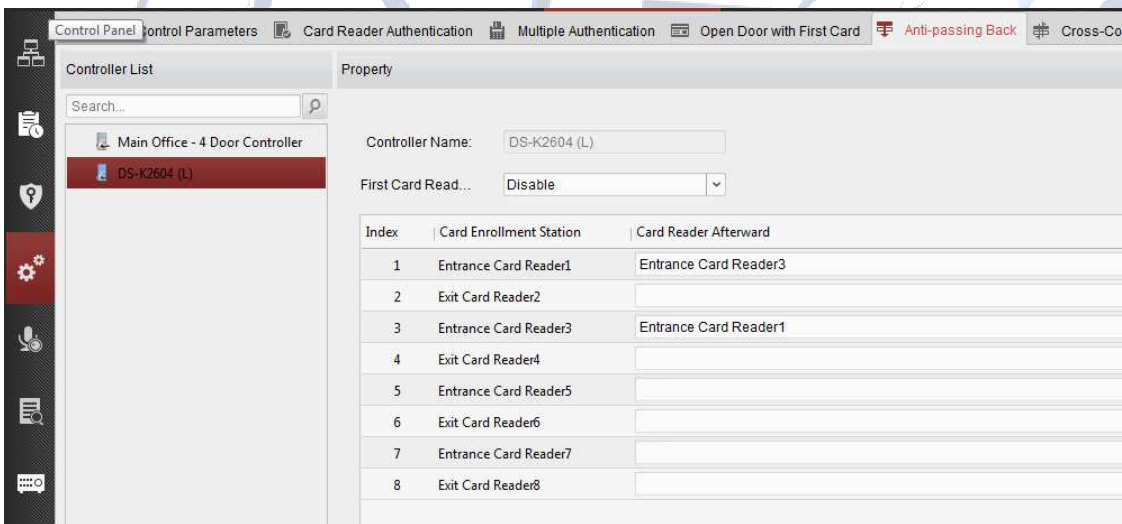 Control Panel ontrol Parameters Card Reader Authentication Multiple Authentication Open Door with First Card Anti-passing Back Cross-Co
Controller List Property
Search...
Main Office - 4 Door Controller Controller Name: DS-K2604 (L)
DS-K2604 (L) First Card Read... Disable
Index Card Enrollment Station Card Reader Afterward
1 Entrance Card Reader1 Entrance Card Reader3
2 Exit Card Reader2
3 Entrance Card Reader3 Entrance Card Reader1
4 Exit Card Reader4
5 Entrance Card Reader5
6 Exit Card Reader6
7 Entrance Card Reader7
8 Exit Card Reader8